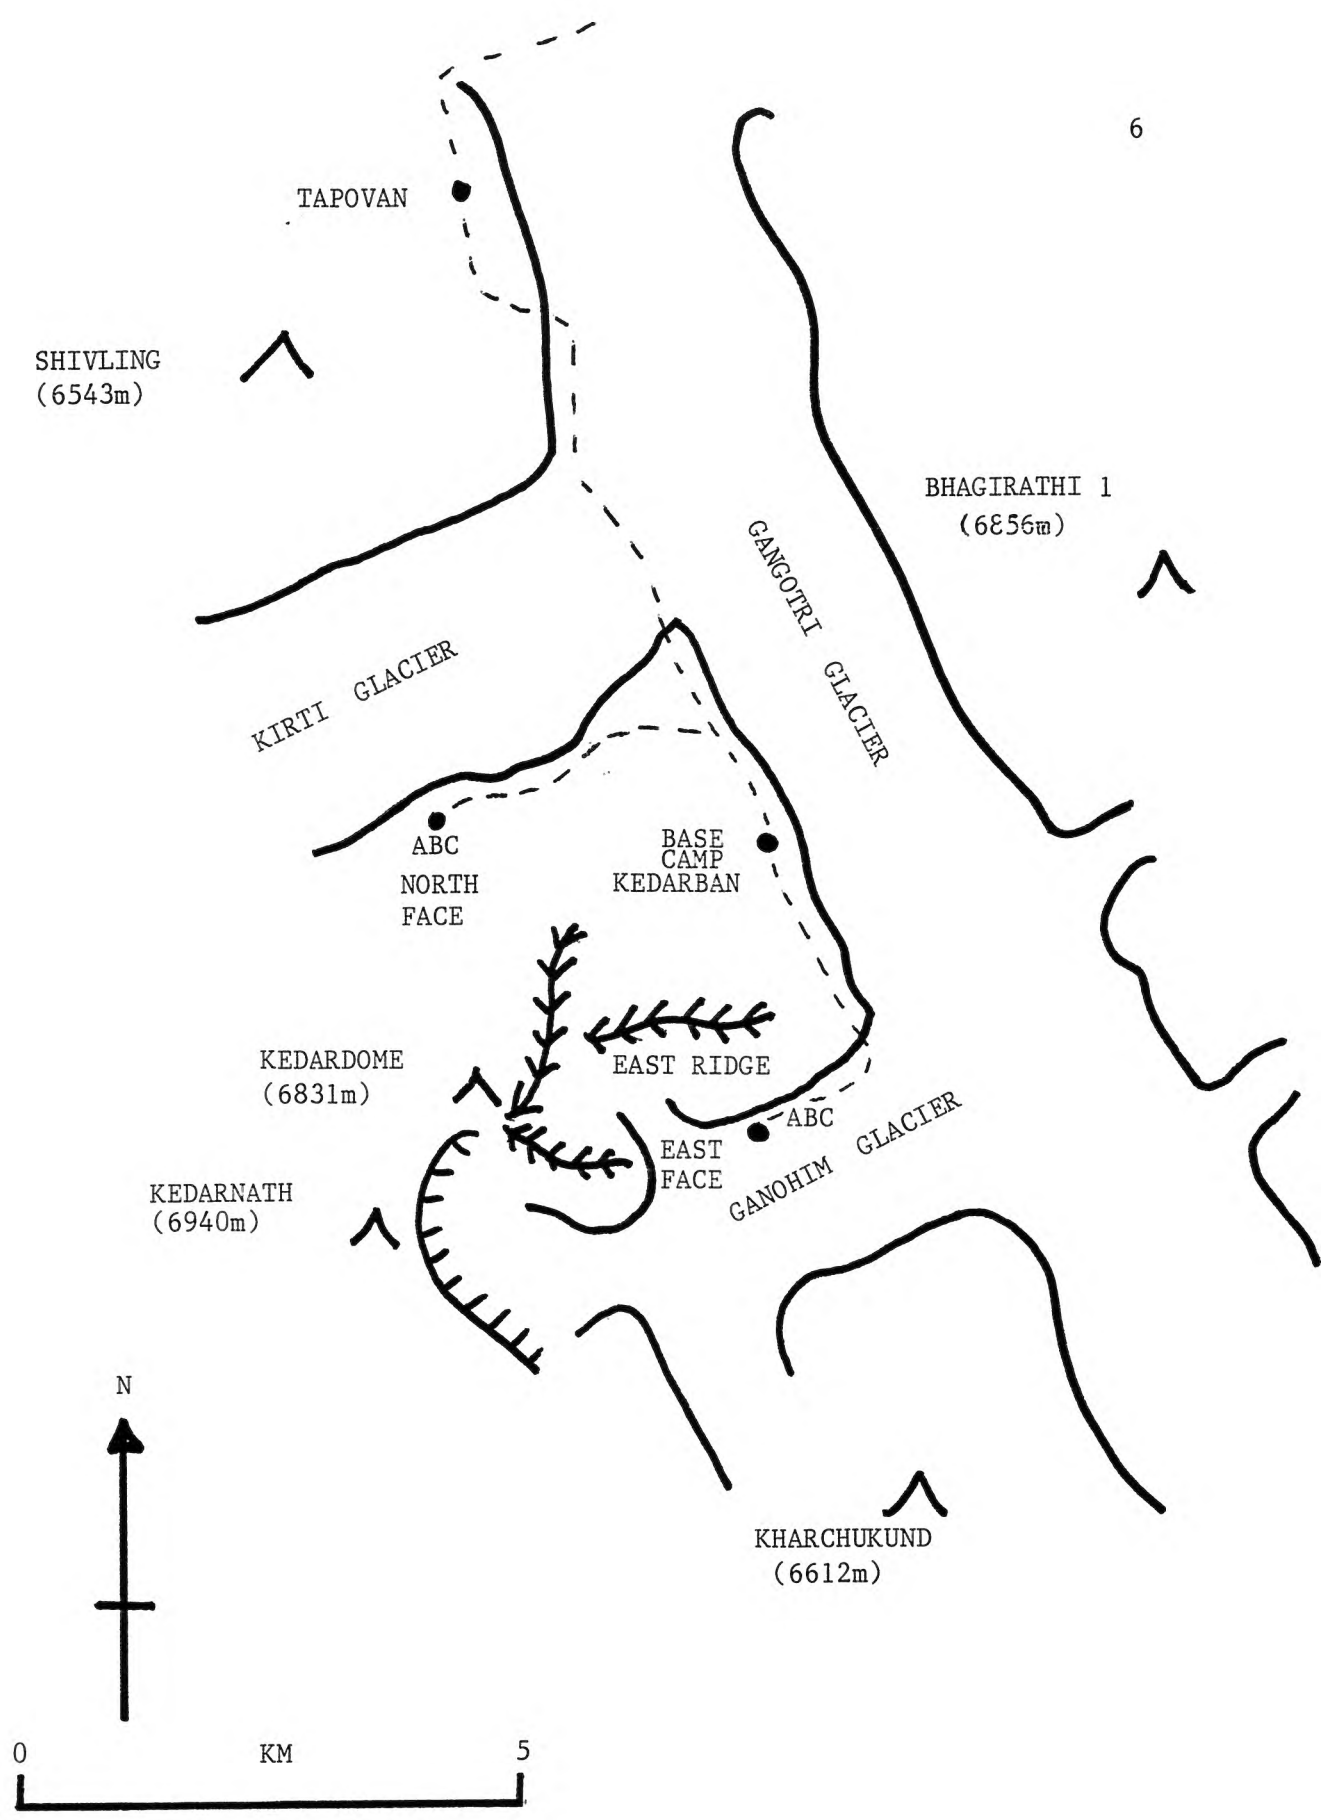 6
TAPOVAN
SHIVLING
(6543m)
BHAGIRATHI 1
(6856m)
GANGOTRI GLACIER
KIRTI GLACIER
ABC
NORTH
FACE
BASE
CAMP
KEDARBAN
KEDARDOME
(6831m)
EAST RIDGE
ABC
EAST
FACE
GANOHIM GLACIER
KEDARNATH
(6940m)
N
KHARCHUKUND
(6612m)
0 KM 5